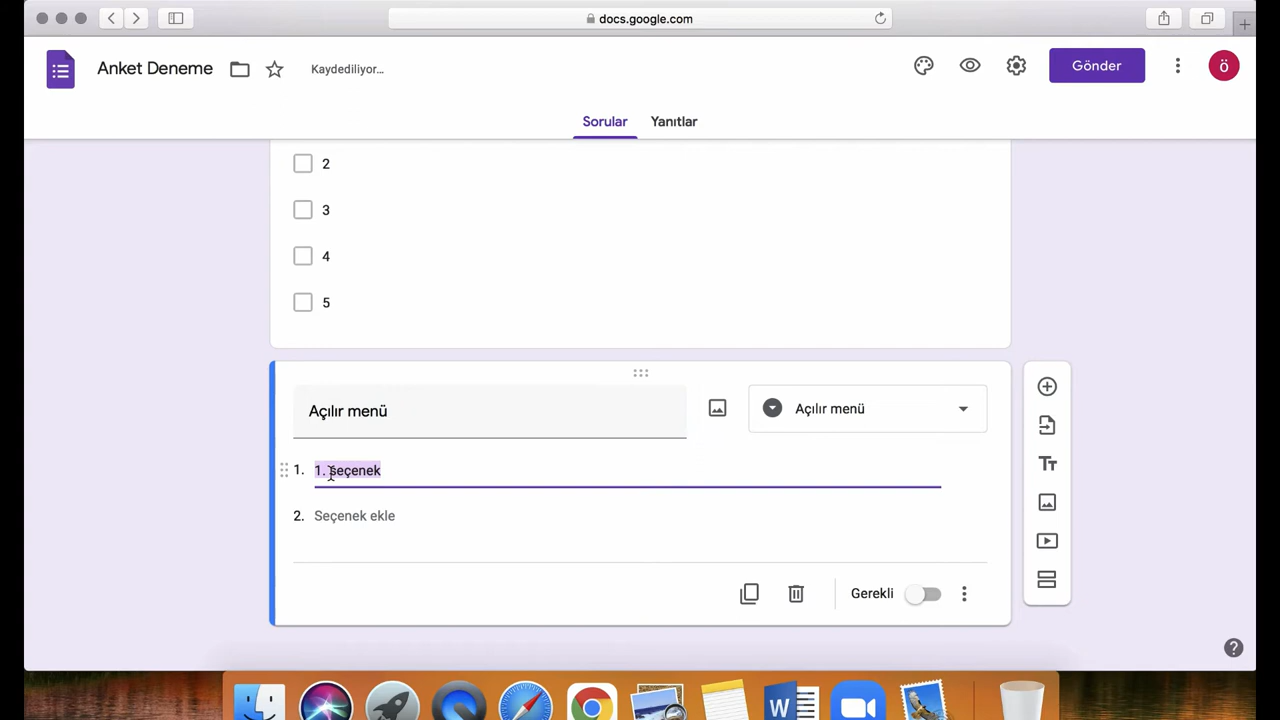 docs.google.com
Anket Deneme
Kaydediliyor...
Gönder
ö
Sorular
Yanıtlar
2
3
4
5
Açılır menü
Açılır menü
1. 1. seçenek
2. Seçenek ekle
Gerekli